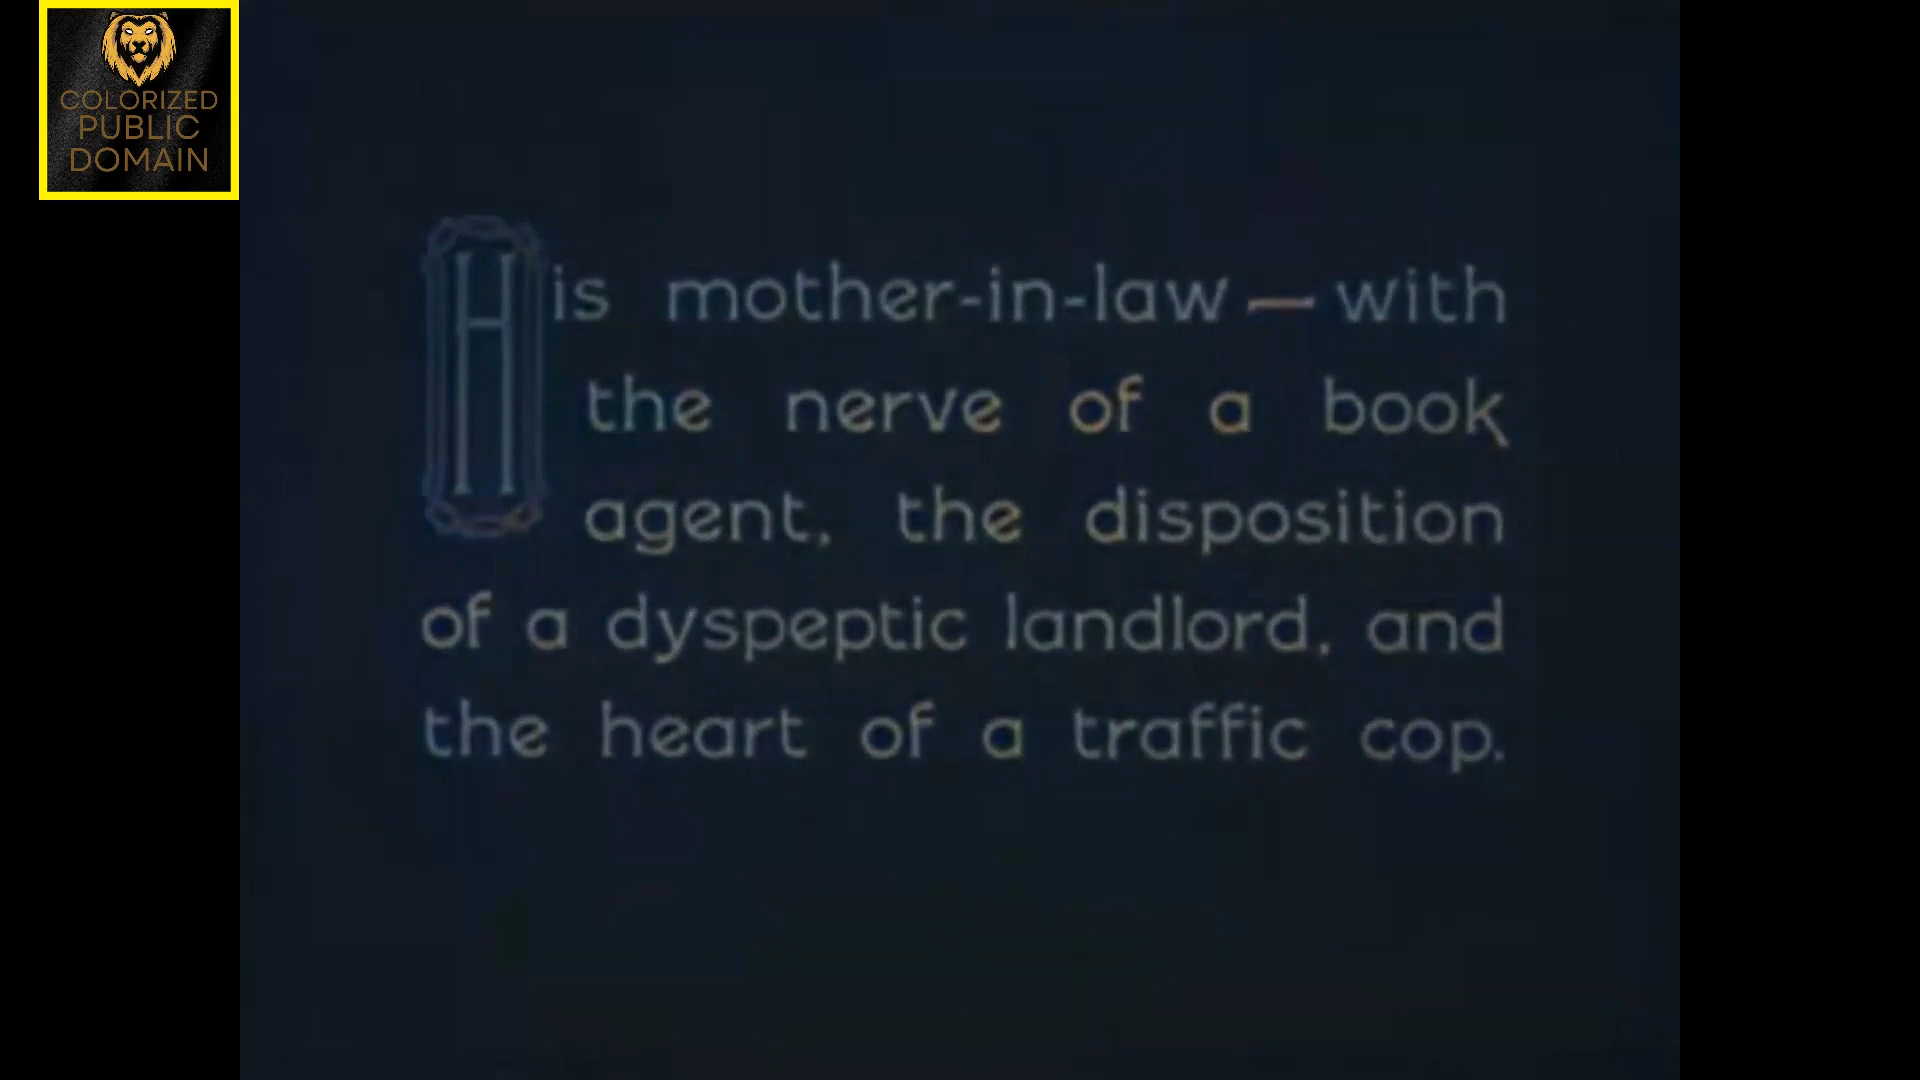 COLORIZED
PUBLIC
DOMAIN
His mother-in-law — with
the nerve of a book
agent, the disposition
of a dyspeptic landlord, and
the heart of a traffic cop.